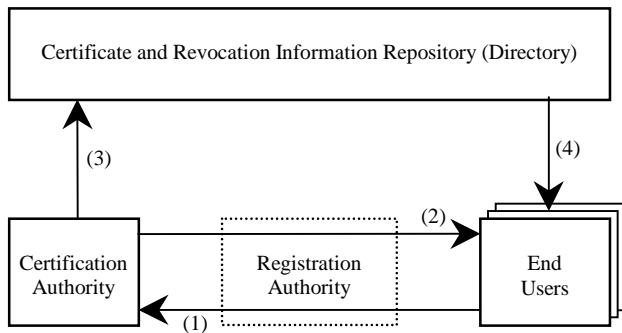 Certificate and Revocation Information Repository (Directory)
(3)
(4)
(2)
Certification
Authority
Registration
Authority
End
Users
(1)